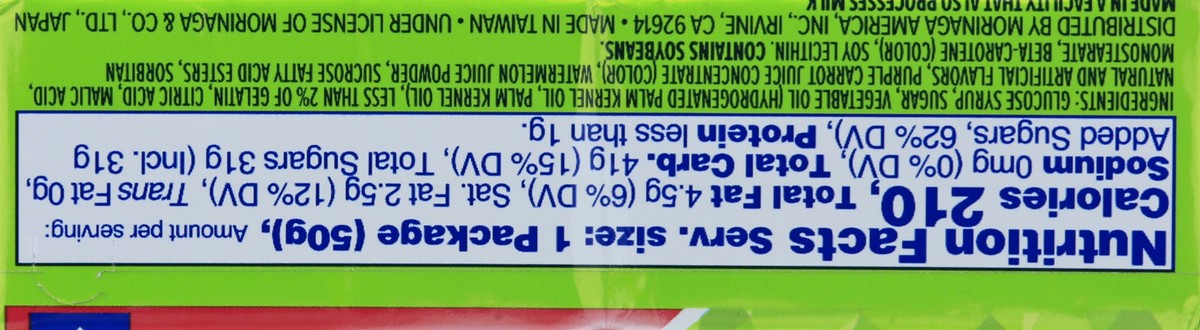 Nutrition Facts Serv. size: 1 Package (50g), Amount per serving:
Calories 210, Total Fat 4.5g (6% DV), Sat. Fat 2.5g (12% DV), Trans Fat 0g,
Sodium 0mg (0% DV), Total Carb. 41g (15% DV), Total Sugars 31g (Incl. 31g
Added Sugars, 62% DV), Protein less than 1g.
INGREDIENTS: GLUCOSE SYRUP, SUGAR, VEGETABLE OIL (HYDROGENATED PALM KERNEL OIL, PALM KERNEL OIL), LESS THAN 2% OF GELATIN, CITRIC ACID, MALIC ACID,
NATURAL AND ARTIFICIAL FLAVORS, PURPLE CARROT JUICE CONCENTRATE (COLOR), WATERMELON JUICE POWDER, SUCROSE FATTY ACID ESTERS, SORBITAN
MONOSTEARATE, BETA-CAROTENE (COLOR), SOY LECITHIN. CONTAINS SOYBEANS.
DISTRIBUTED BY MORINAGA AMERICA, INC., IRVINE, CA 92614 • MADE IN TAIWAN • UNDER LICENSE OF MORINAGA & CO., LTD., JAPAN
MADE IN A FACILITY THAT ALSO PROCESSES MILK